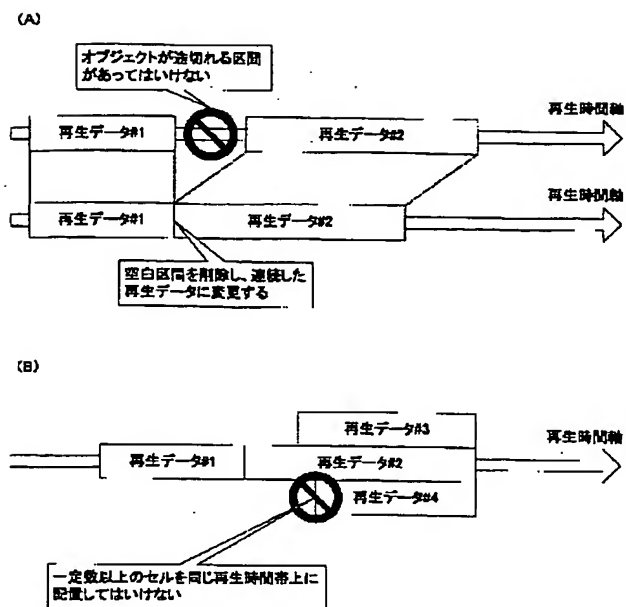 (A)
オブジェクトが途切れる区間
があってはいけない
再生時間軸
再生データ#1
再生データ#2
再生時間軸
再生データ#1
再生データ#2
空白区間を削除し、連続した
再生データに変更する
(B)
再生データ#3
再生時間軸
再生データ#1
再生データ#2
再生データ#4
一定数以上のセルを同じ再生時間帯上に
配置してはいけない